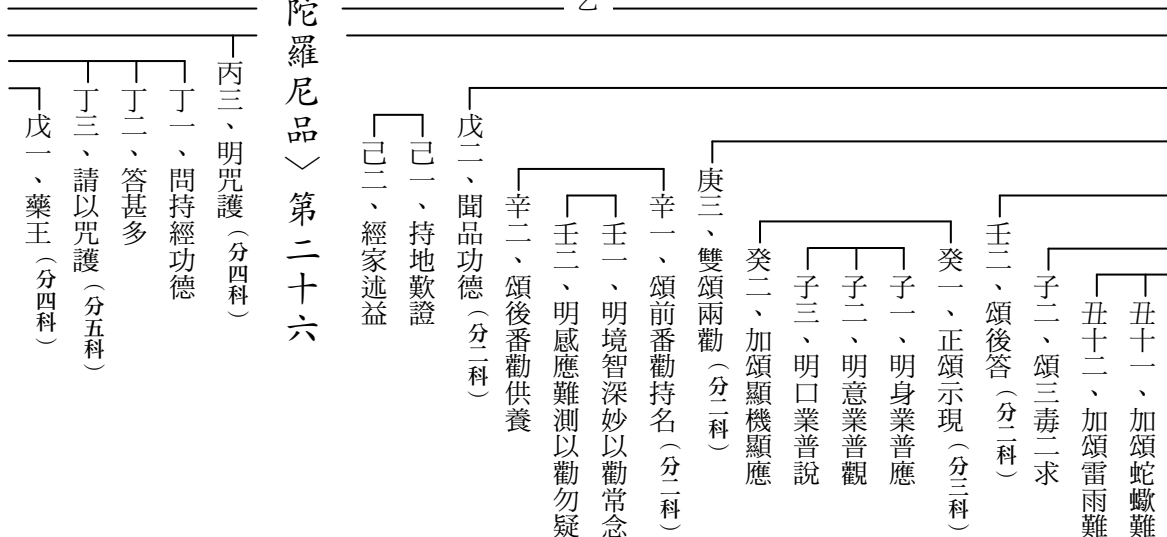 丑十一、加頌蛇蠍難
丑十二、加頌雷雨難
子二、頌三毒二求
壬二、頌後答（分二科）
癸一、正頌示現（分三科）
子一、明身業普應
子二、明意業普觀
子三、明口業普說
癸二、加頌顯機顯應
庚三、雙頌兩勸（分二科）
辛一、頌前番勸持名（分二科）
壬一、明境智深妙以勸常念
壬二、明感應難測以勸勿疑
辛二、頌後番勸供養
戊二、聞品功德（分二科）
己一、持地歎證
己二、經家述益
陀羅尼品〉第二十六
丙三、明咒護（分四科）
丁一、問持經功德
丁二、答甚多
丁三、請以咒護（分五科）
戊一、藥王（分四科）